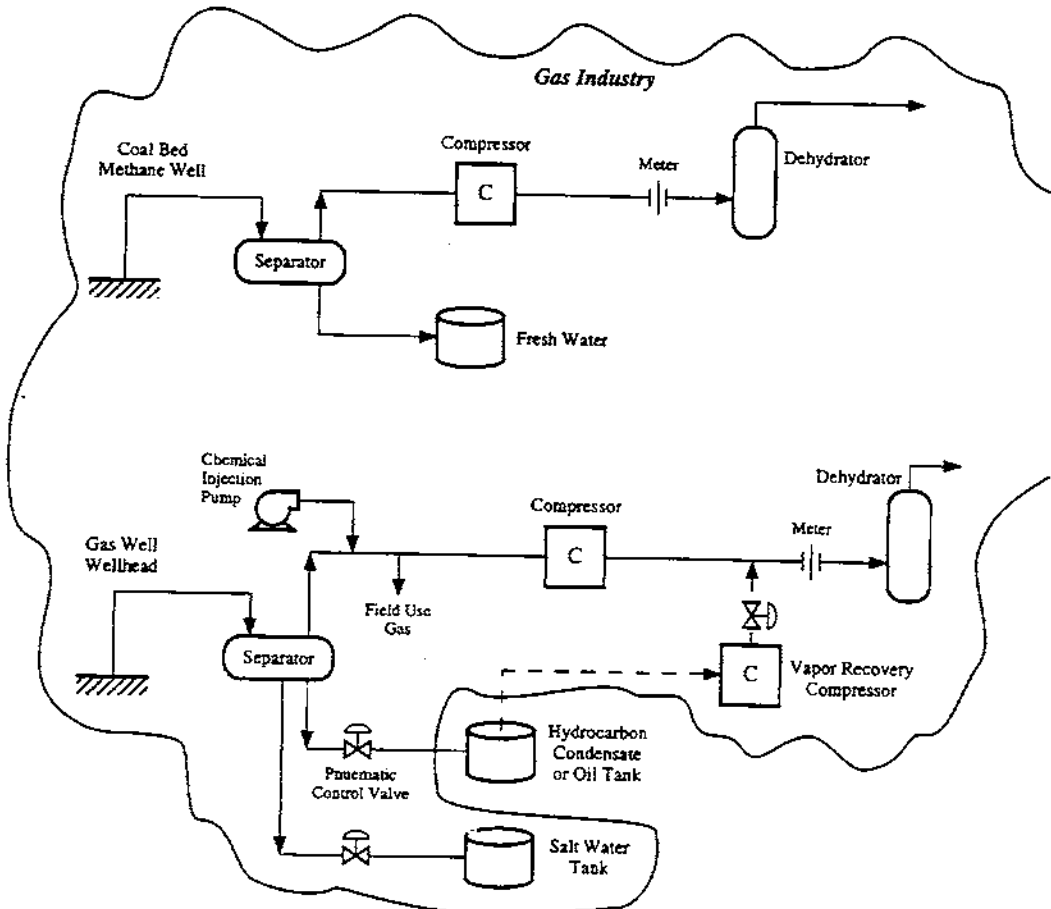 Gas Industry
Coal Bed
Methane Well
Compressor
C
Meter
Dehydrator
Separator
Fresh Water
Chemical
Injection
Pump
Dehydrator
Compressor
C
Meter
Gas Well
Wellhead
Field Use
Gas
Separator
C
Vapor Recovery
Compressor
Hydrocarbon
Condensate
or Oil Tank
Pnuematic
Control Valve
Salt Water
Tank